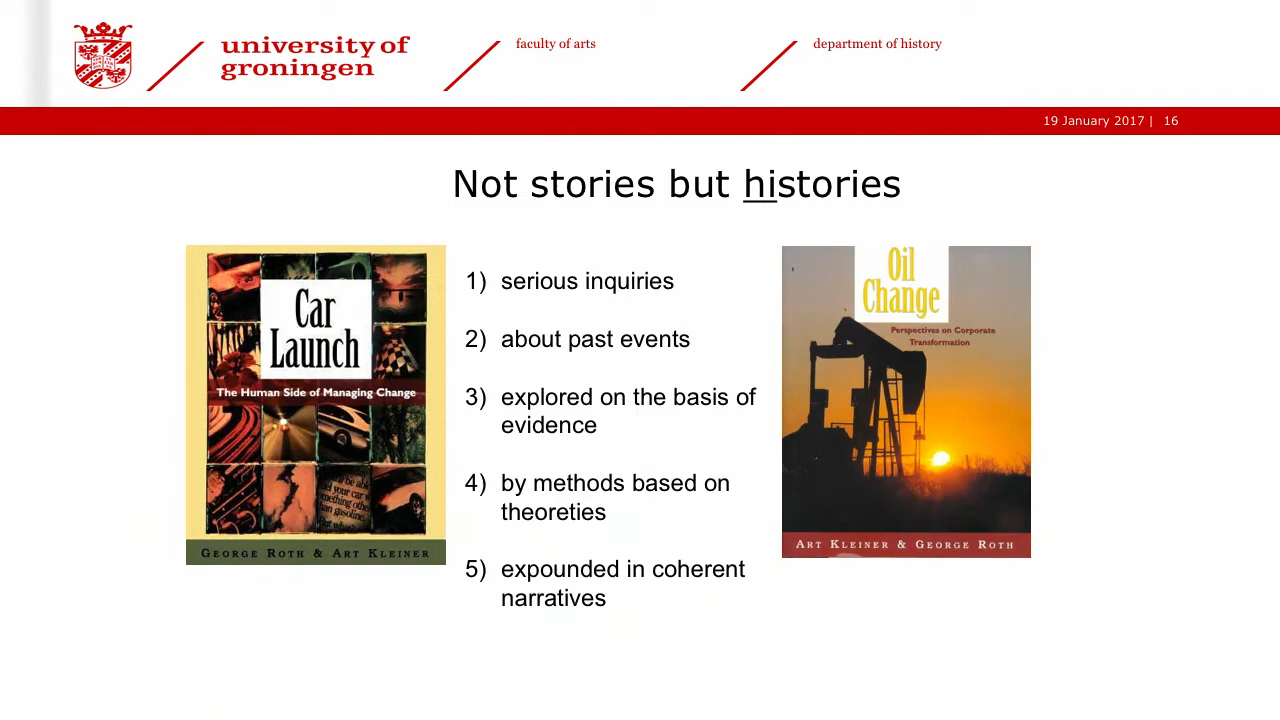 university of
groningen
faculty of arts
department of history
19 January 2017 | 16
Not stories but histories
Car
Launch
The Human Side of Managing Change
George Roth & Art Kleiner
1) serious inquiries
2) about past events
3) explored on the basis of
evidence
4) by methods based on
theoreties
5) expounded in coherent
narratives
Oil
Change
Perspectives on Corporate
Transformation
Art Kleiner & George Roth